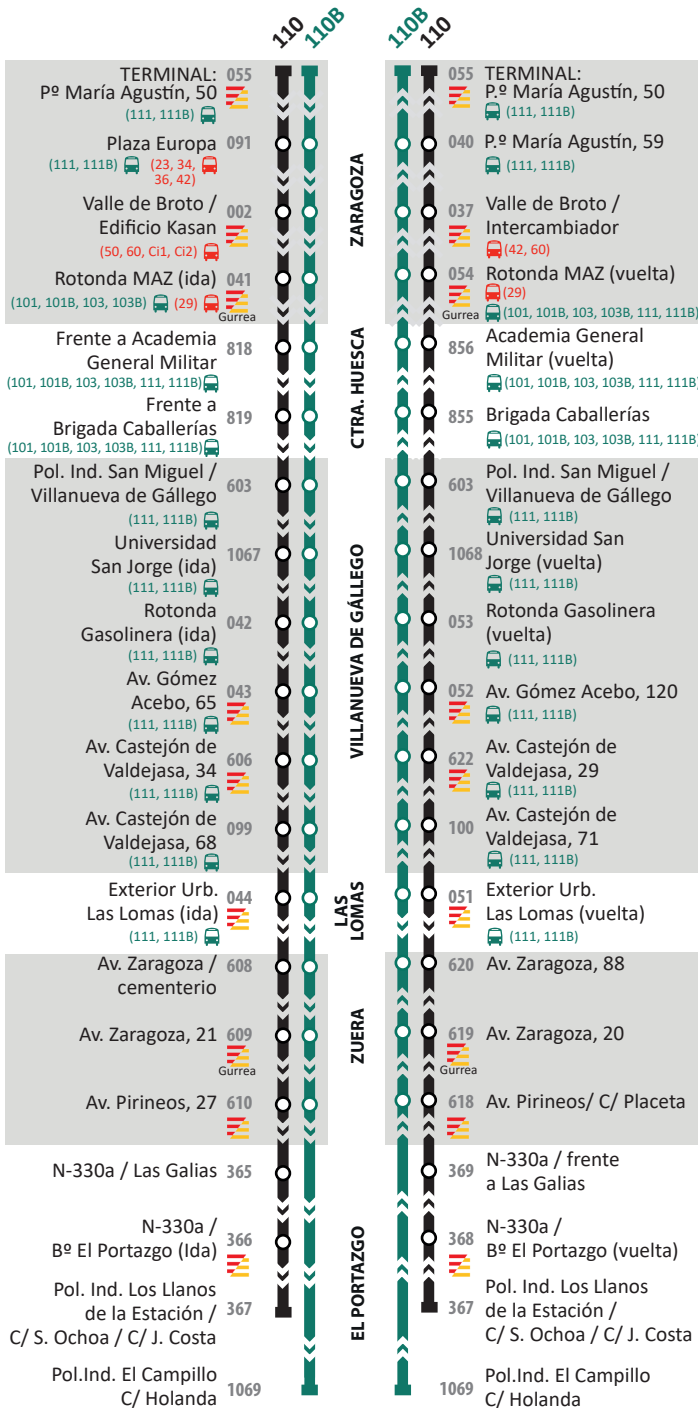 110 110B
110B 110
TERMINAL: 055
Pº María Agustín, 50
(111, 111B)
Plaza Europa 091
(111, 111B) (23, 34,
36, 42)
Valle de Broto / 002
Edificio Kasan
(50, 60, Ci1, Ci2)
Rotonda MAZ (ida) 041
(101, 101B, 103, 103B) (29) Gurrea
Frente a Academia 818
General Militar
(101, 101B, 103, 103B, 111, 111B)
Frente a 819
Brigada Caballerías
(101, 101B, 103, 103B, 111, 111B)
Pol. Ind. San Miguel / 603
Villanueva de Gállego
(111, 111B)
Universidad 1067
San Jorge (ida)
(111, 111B)
Rotonda 042
Gasolinera (ida)
(111, 111B)
Av. Gómez 043
Acebo, 65
(111, 111B)
Av. Castejón de 606
Valdejasa, 34
(111, 111B)
Av. Castejón de 099
Valdejasa, 68
(111, 111B)
Exterior Urb. 044
Las Lomas (ida)
(111, 111B)
Av. Zaragoza / 608
cementerio
Av. Zaragoza, 21 609
Gurrea
Av. Pirineos, 27 610
N-330a / Las Galias 365
N-330a / 366
Bº El Portazgo (Ida)
Pol. Ind. Los Llanos
de la Estación / 367
C/ S. Ochoa / C/ J. Costa
Pol.Ind. El Campillo
C/ Holanda 1069
ZARAGOZA
CTRA. HUESCA
VILLANUEVA DE GÁLLEGO
LAS
LOMAS
ZUERA
EL PORTAZGO
055 TERMINAL:
P.º María Agustín, 50
(111, 111B)
040 P.º María Agustín, 59
(111, 111B)
037 Valle de Broto /
Intercambiador
(42, 60)
054 Rotonda MAZ (vuelta)
(29)
Gurrea (101, 101B, 103, 103B, 111, 111B)
856 Academia General
Militar (vuelta)
(101, 101B, 103, 103B, 111, 111B)
855 Brigada Caballerías
(101, 101B, 103, 103B, 111, 111B)
603 Pol. Ind. San Miguel /
Villanueva de Gállego
(111, 111B)
1068 Universidad San
Jorge (vuelta)
(111, 111B)
053 Rotonda Gasolinera
(vuelta)
(111, 111B)
052 Av. Gómez Acebo, 120
(111, 111B)
622 Av. Castejón de
Valdejasa, 29
(111, 111B)
100 Av. Castejón de
Valdejasa, 71
(111, 111B)
051 Exterior Urb.
Las Lomas (vuelta)
(111, 111B)
620 Av. Zaragoza, 88
619 Av. Zaragoza, 20
Gurrea
618 Av. Pirineos/ C/ Placeta
369 N-330a / frente
a Las Galias
368 N-330a /
Bº El Portazgo (vuelta)
367 Pol. Ind. Los Llanos
de la Estación /
C/ S. Ochoa / C/ J. Costa
1069 Pol.Ind. El Campillo
C/ Holanda